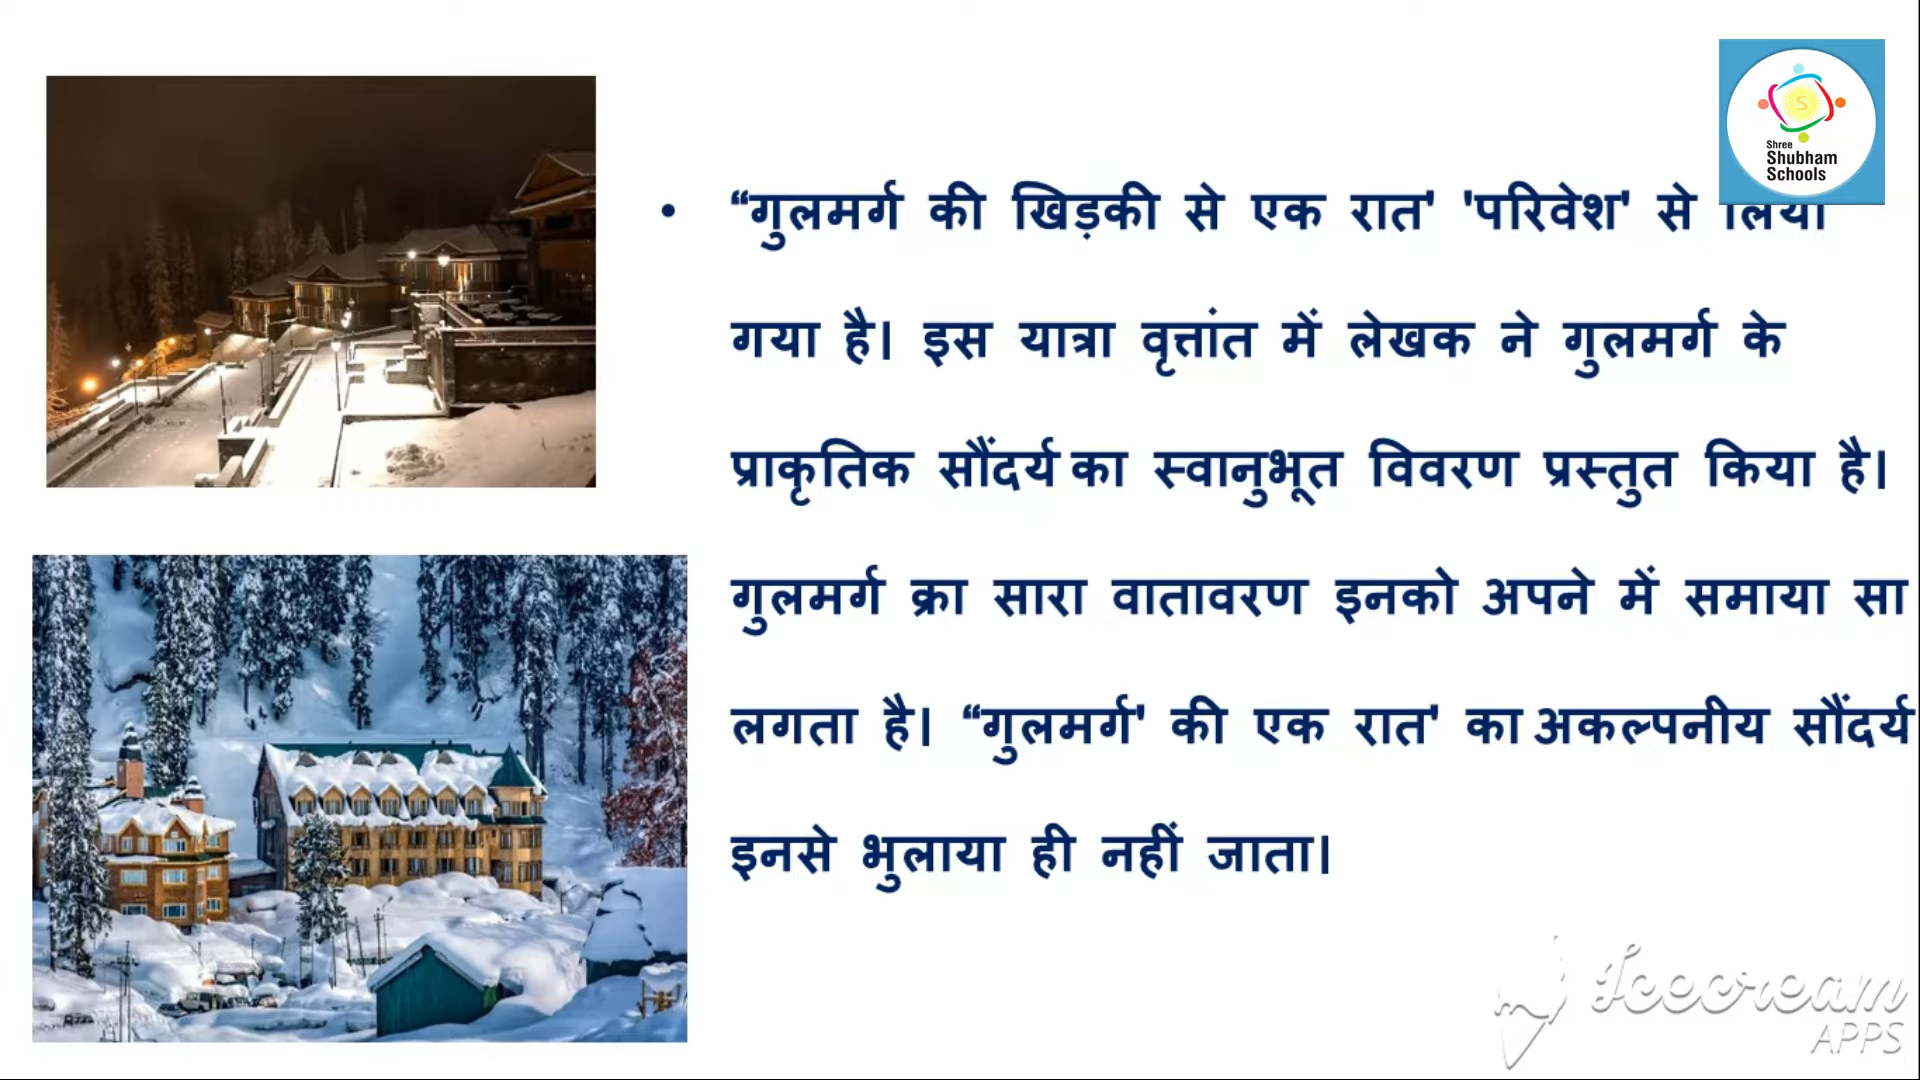 Shree
Shubham
Schools
• “गुलमर्ग की खिड़की से एक रात' 'परिवेश' से लिया
गया है। इस यात्रा वृत्तांत में लेखक ने गुलमर्ग के
प्राकृतिक सौंदर्य का स्वानुभूत विवरण प्रस्तुत किया है।
गुलमर्ग क्रा सारा वातावरण इनको अपने में समाया सा
लगता है। “गुलमर्ग' की एक रात' का अकल्पनीय सौंदर्य
इनसे भुलाया ही नहीं जाता।
Icecream
APPS